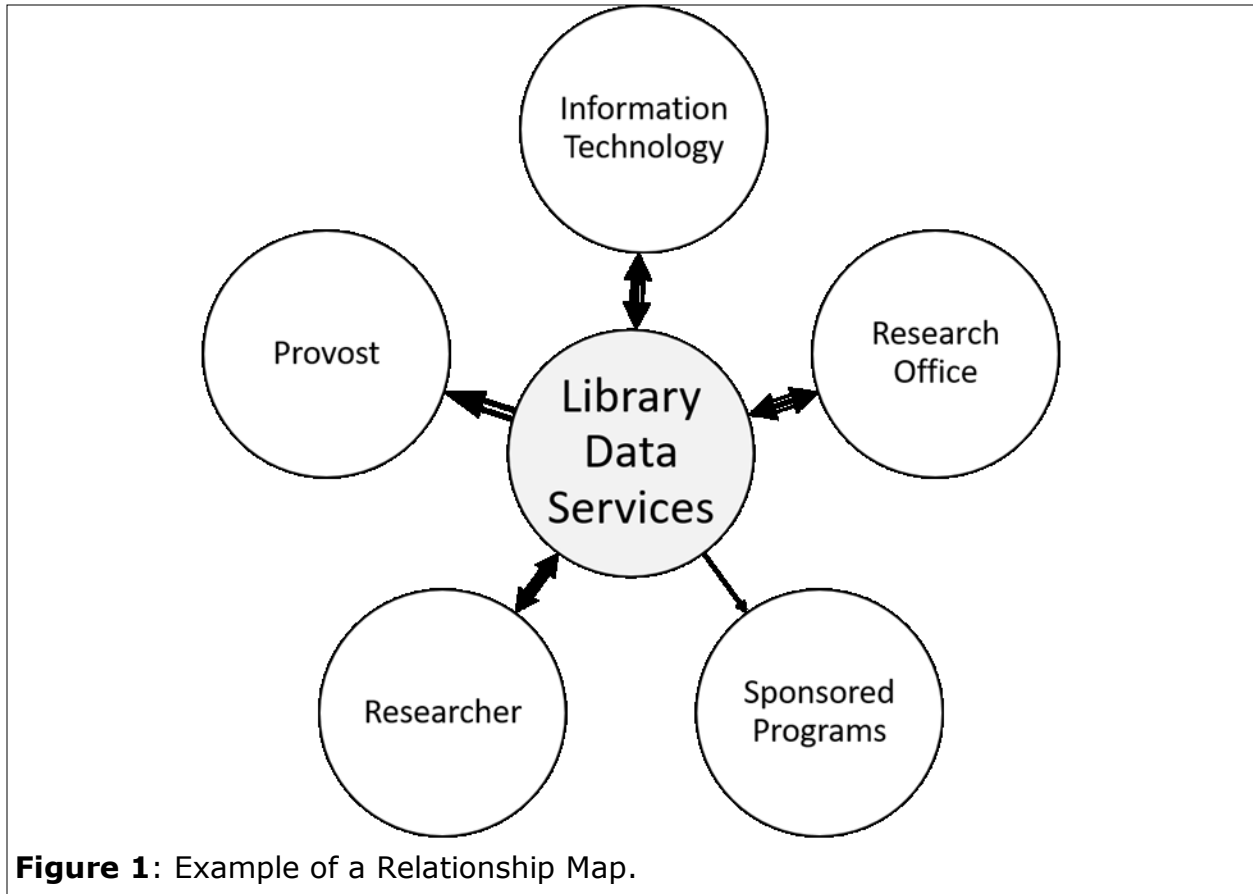 Information
Technology
Provost
Research
Office
Library
Data
Services
Researcher
Sponsored
Programs
Figure 1: Example of a Relationship Map.